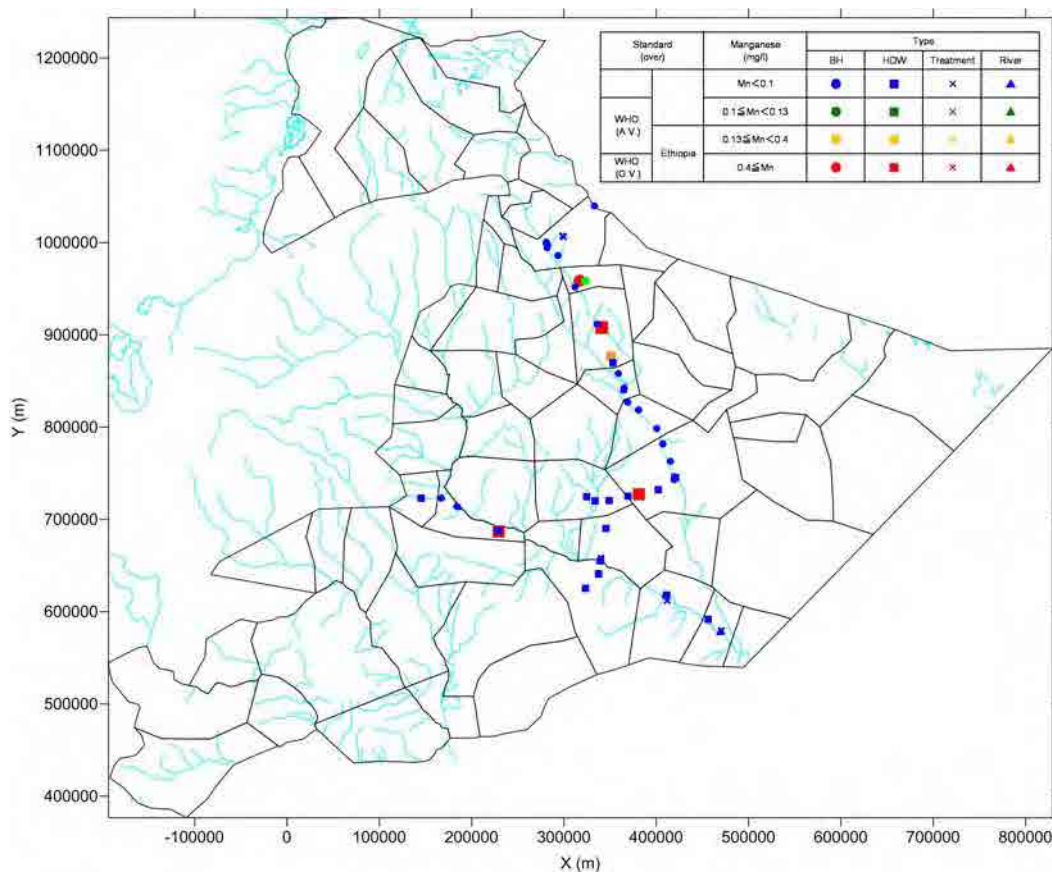 Standard
(over)
Manganese
(mg/l)
Type
BH
HDW
Treatment
River
Mn<0.1
WHO
(A.V.)
0.1≦Mn<0.13
Ethiopia
0.13≦Mn<0.4
WHO
(G.V.)
0.4≦Mn
1200000
1100000
1000000
900000
800000
700000
600000
500000
400000
Y (m)
-100000 0 100000 200000 300000 400000 500000 600000 700000 800000
X (m)